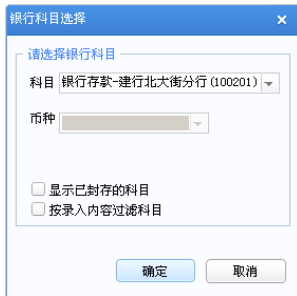 银行科目选择
请选择银行科目
科目 银行存款-建行北大街分行(100201)
币种
显示已封存的科目
按录入内容过滤科目
确定 取消